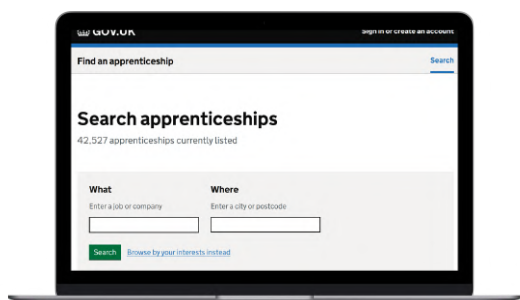 GOV.UK
Sign in or create an account
Find an apprenticeship
Search
Search apprenticeships
42,527 apprenticeships currently listed
What
Where
Enter a job or company
Enter a city or postcode
Search
Browse by your interests instead